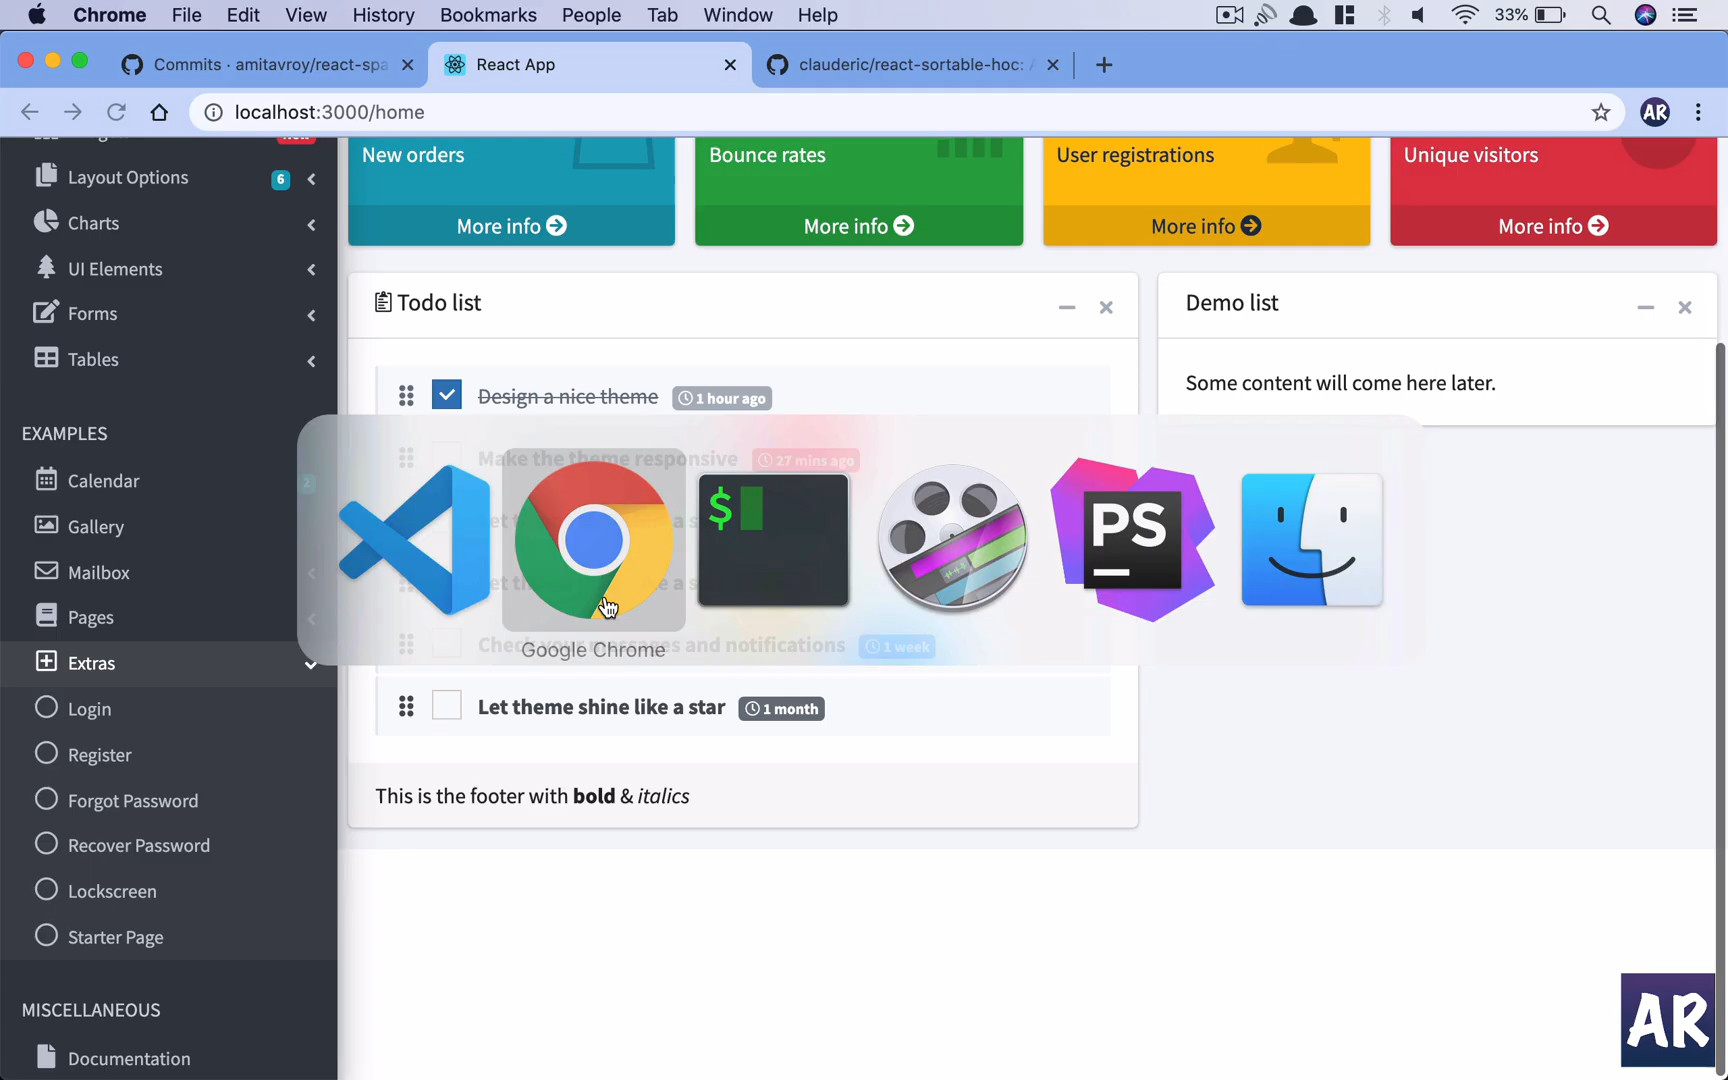 Chrome File Edit View History Bookmarks People Tab Window Help 33%
Commits · amitavroy/react-spa React App clauderic/react-sortable-hoc:
localhost:3000/home AR
Layout Options 6
Charts
UI Elements
Forms
Tables
EXAMPLES
Calendar 2
Gallery
Mailbox
Pages
Extras
Login
Register
Forgot Password
Recover Password
Lockscreen
Starter Page
MISCELLANEOUS
Documentation
New orders
More info
Bounce rates
More info
User registrations
More info
Unique visitors
More info
Todo list
Design a nice theme 1 hour ago
Make the theme responsive 27 mins ago
Check your messages and notifications 1 week
Let theme shine like a star 1 month
This is the footer with bold & italics
Demo list
Some content will come here later.
$
PS
Google Chrome
AR